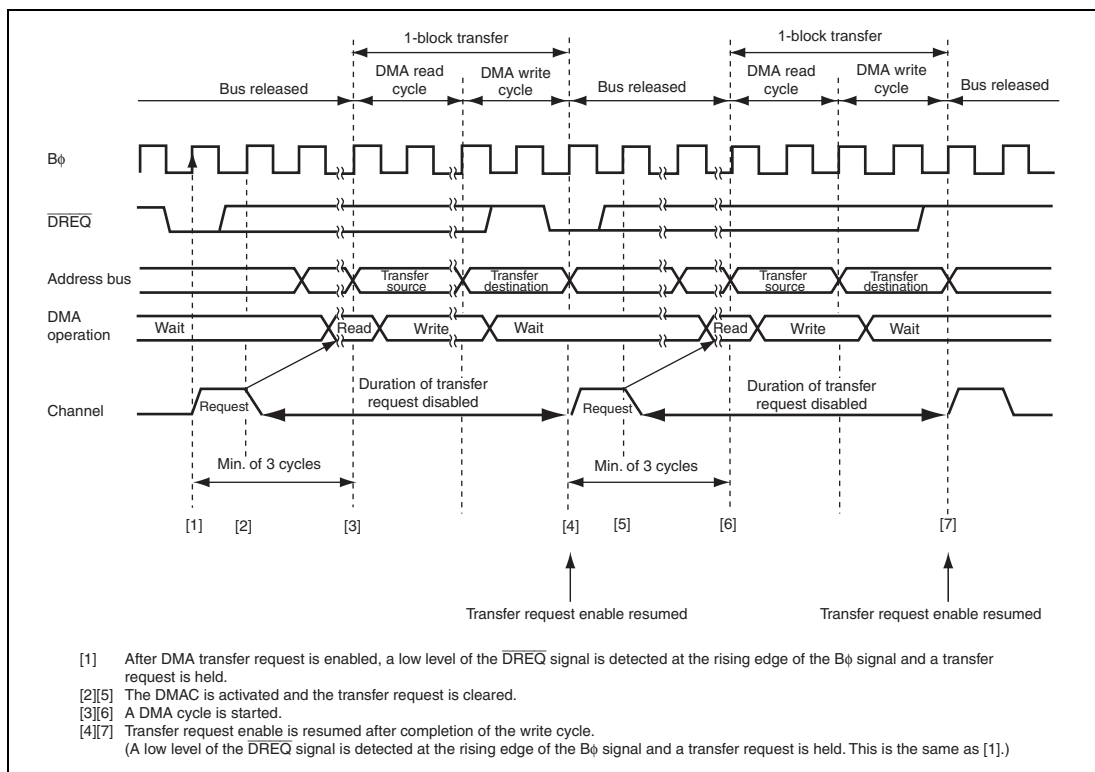 1-block transfer 1-block transfer
DMA read cycle DMA write cycle DMA read cycle DMA write cycle
Bus released Bus released Bus released
Bϕ
DREQ
Address bus Transfer source Transfer destination Transfer source Transfer destination
DMA operation Wait Read Write Wait Read Write Wait
Duration of transfer request disabled Duration of transfer request disabled
Channel Request Request
Min. of 3 cycles Min. of 3 cycles
[1] [2] [3] [4] [5] [6] [7]
Transfer request enable resumed Transfer request enable resumed
[1] After DMA transfer request is enabled, a low level of the DREQ signal is detected at the rising edge of the Bϕ signal and a transfer
request is held.
[2][5] The DMAC is activated and the transfer request is cleared.
[3][6] A DMA cycle is started.
[4][7] Transfer request enable is resumed after completion of the write cycle.
(A low level of the DREQ signal is detected at the rising edge of the Bϕ signal and a transfer request is held. This is the same as [1].)